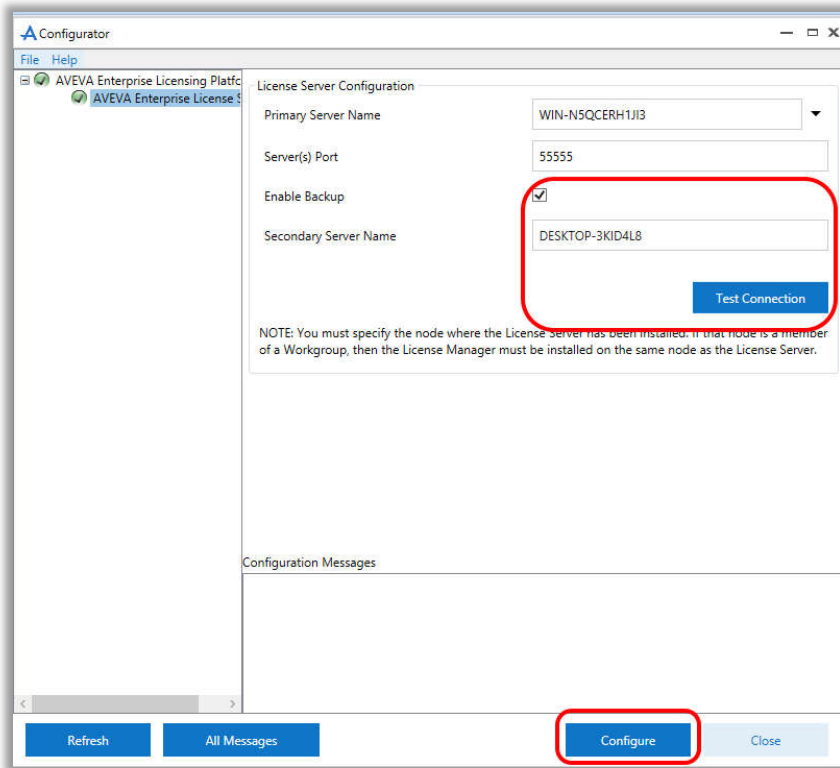 Configurator
File Help
AVEVA Enterprise Licensing Platfc
AVEVA Enterprise License S
License Server Configuration
Primary Server Name
WIN-N5QCERH1JI3
Server(s) Port
55555
Enable Backup
Secondary Server Name
DESKTOP-3KID4L8
Test Connection
NOTE: You must specify the node where the License Server has been installed. If that node is a member
of a Workgroup, then the License Manager must be installed on the same node as the License Server.
Configuration Messages
Refresh
All Messages
Configure
Close